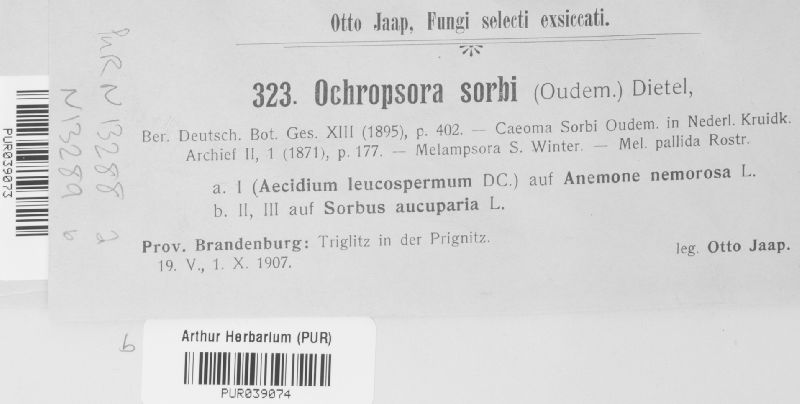 Otto Jaap, Fungi selecti exsiccati.
323. Ochropsora sorbi (Oudem.) Dietel,
Ber. Deutsch. Bot. Ges. XIII (1895), p. 402. — Caeoma Sorbi Oudem. in Nederl. Kruidk.
Archief II, 1 (1871), p. 177. — Melampsora S. Winter. — Mel. pallida Rostr.
a. I (Aecidium leucospermum DC.) auf Anemone nemorosa L.
b. II, III auf Sorbus aucuparia L.
Prov. Brandenburg: Triglitz in der Prignitz.
19. V., 1. X. 1907.
leg. Otto Jaap.
PUR N13288 a
N13289 b
PUR039073
b
Arthur Herbarium (PUR)
PUR039074